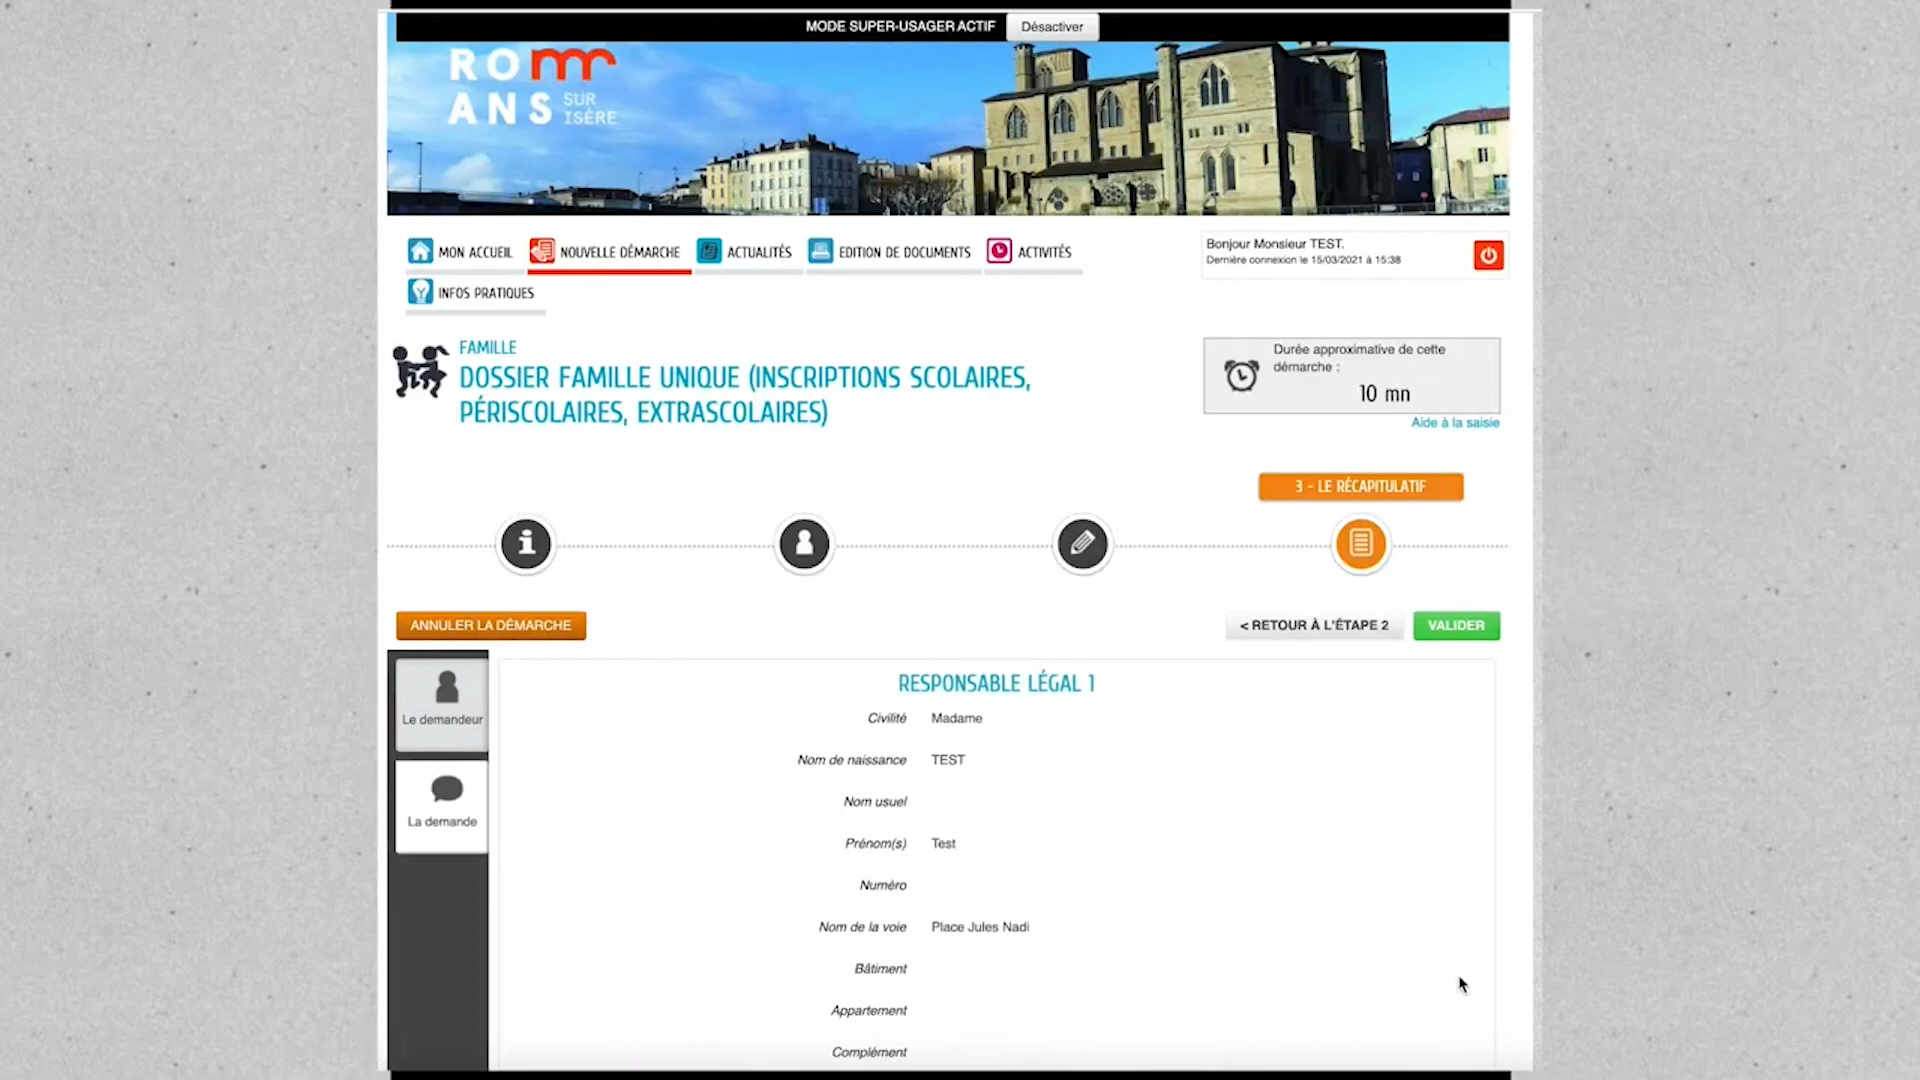 MODE SUPER-USAGER ACTIF Désactiver
RO
ANS SUR ISÈRE
MON ACCUEIL NOUVELLE DÉMARCHE ACTUALITÉS EDITION DE DOCUMENTS ACTIVITÉS
INFOS PRATIQUES
Bonjour Monsieur TEST.
Dernière connexion le 15/03/2021 à 15:38
FAMILLE
DOSSIER FAMILLE UNIQUE (INSCRIPTIONS SCOLAIRES,
PÉRISCOLAIRES, EXTRASCOLAIRES)
Durée approximative de cette
démarche :
10 mn
Aide à la saisie
3 - LE RÉCAPITULATIF
ANNULER LA DÉMARCHE < RETOUR À L'ÉTAPE 2 VALIDER
Le demandeur
La demande
RESPONSABLE LÉGAL 1
Civilité Madame
Nom de naissance TEST
Nom usuel
Prénom(s) Test
Numéro
Nom de la voie Place Jules Nadi
Bâtiment
Appartement
Complément